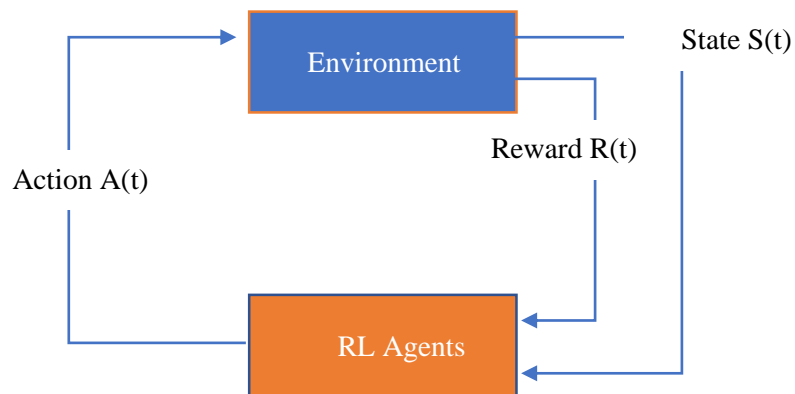 State S(t)
Environment
Reward R(t)
Action A(t)
RL Agents